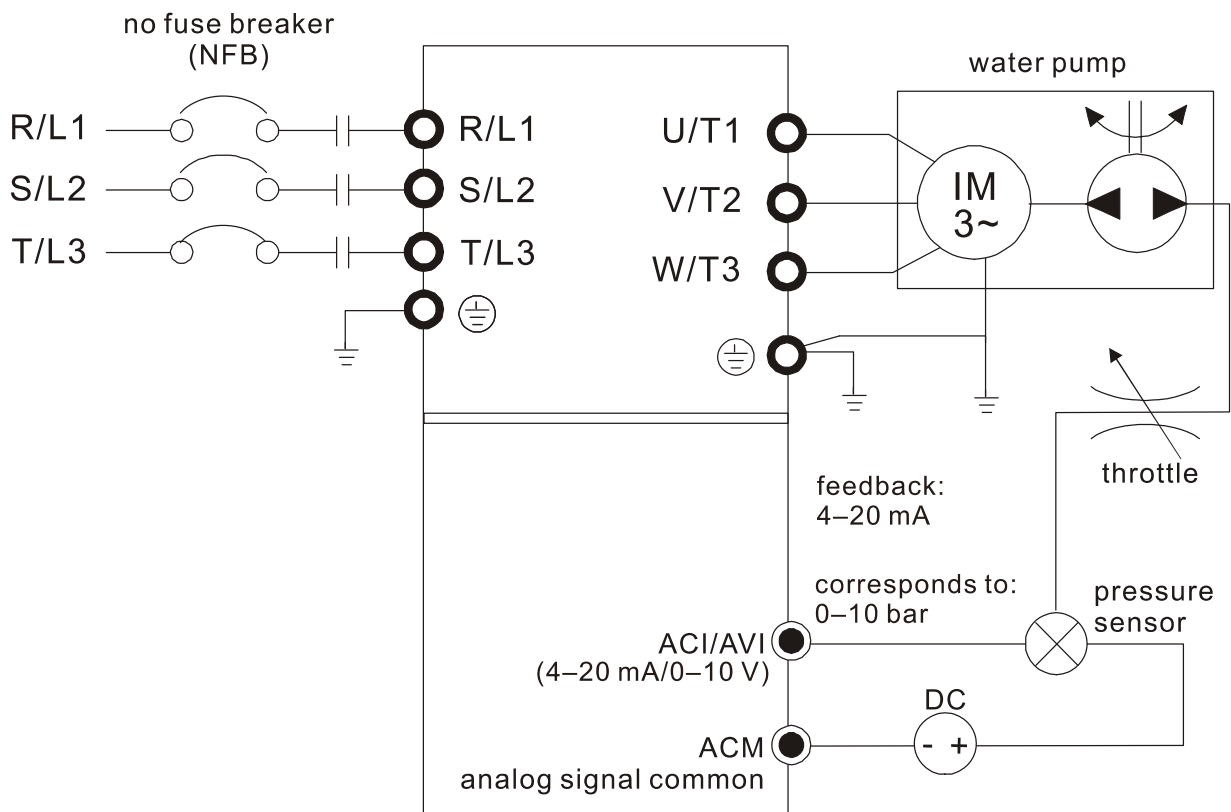 no fuse breaker
(NFB)
water pump
R/L1
R/L1
U/T1
S/L2
S/L2
V/T2
IM
3~
T/L3
T/L3
W/T3
throttle
feedback:
4–20 mA
corresponds to:
0–10 bar
pressure
sensor
ACI/AVI
(4–20 mA/0–10 V)
DC
- +
ACM
analog signal common